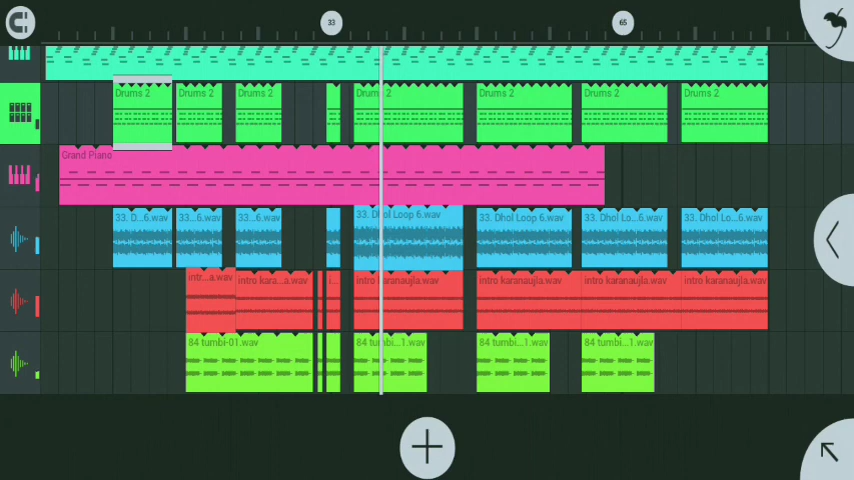 33
65
Drums 2
Drums 2
Drums 2
Drums 2
Drums 2
Drums 2
Drums 2
Grand Piano
33. D...6.wav
33...6.wav
33...6.wav
33. Dhol Loop 6.wav
33. Dhol Loop 6.wav
33. Dhol Lo...6.wav
33. Dhol Lo...6.wav
intr...a.wav
intro kara...a.wav
i...
intro karanaujla.wav
intro karanaujla.wav
intro karanaujla.wav
intro karanaujla.wav
84 tumbi-01.wav
84 tumbi...1.wav
84 tumbi...1.wav
84 tumbi...1.wav